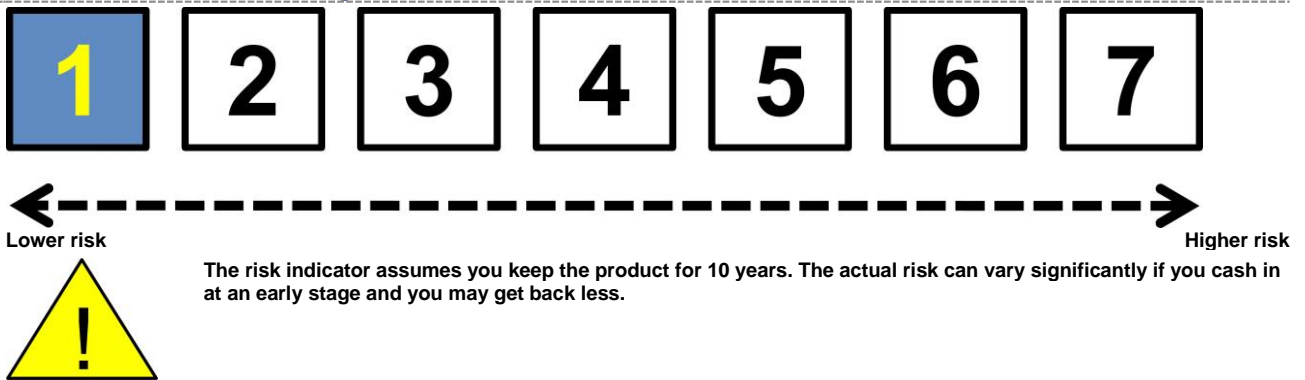 1 2 3 4 5 6 7
Lower risk Higher risk
The risk indicator assumes you keep the product for 10 years. The actual risk can vary significantly if you cash in
at an early stage and you may get back less.
!